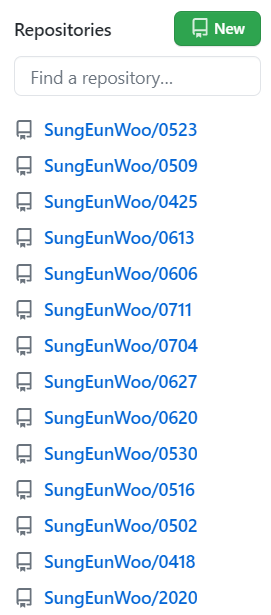 Repositories
New
Find a repository...
SungEunWoo/0523
SungEunWoo/0509
SungEunWoo/0425
SungEunWoo/0613
SungEunWoo/0606
SungEunWoo/0711
SungEunWoo/0704
SungEunWoo/0627
SungEunWoo/0620
SungEunWoo/0530
SungEunWoo/0516
SungEunWoo/0502
SungEunWoo/0418
SungEunWoo/2020